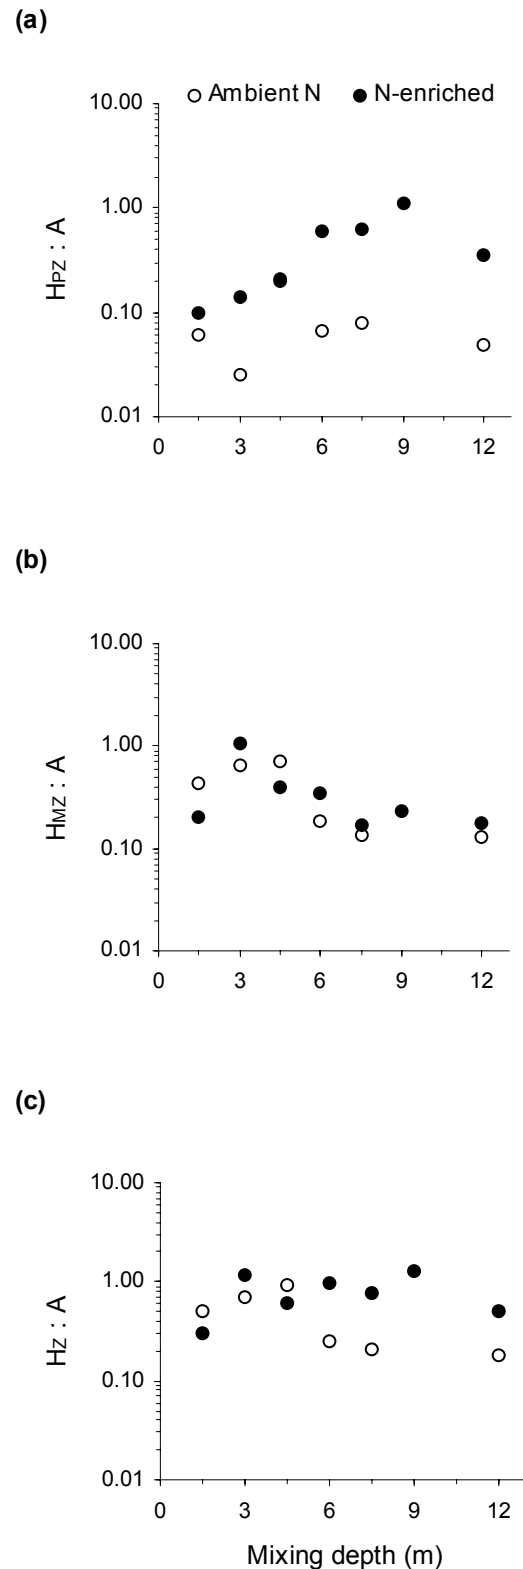 (a)
Ambient N N-enriched
10.00
1.00
0.10
0.01
HPZ : A
0 3 6 9 12
(b)
10.00
1.00
0.10
0.01
HMZ : A
0 3 6 9 12
(c)
10.00
1.00
0.10
0.01
HZ : A
0 3 6 9 12
Mixing depth (m)